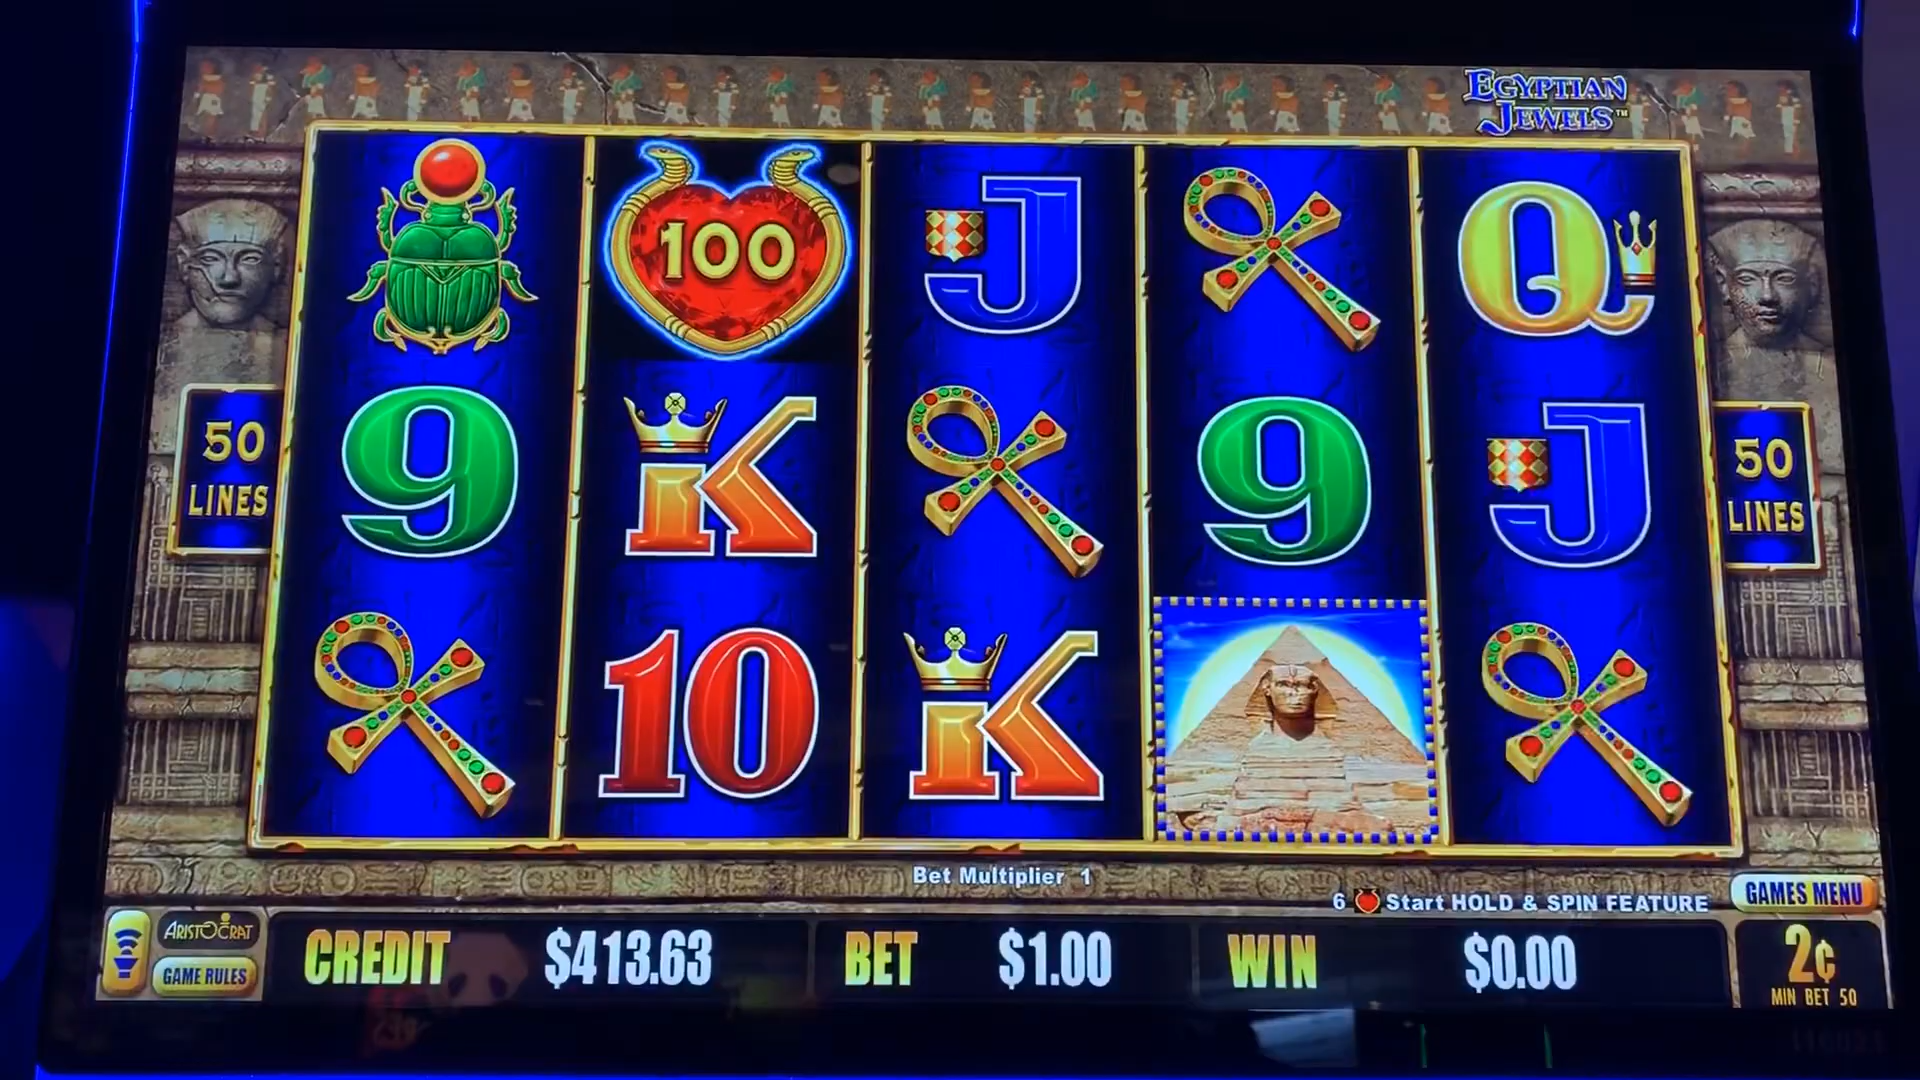 EGYPTIAN
JEWELS™
100
J
Q
50
LINES
9
K
9
J
50
LINES
10
K
Bet Multiplier 1
6 Start HOLD & SPIN FEATURE
GAMES MENU
ARISTOCRAT
GAME RULES
CREDIT $413.63
BET $1.00
WIN $0.00
2¢
MIN BET 50